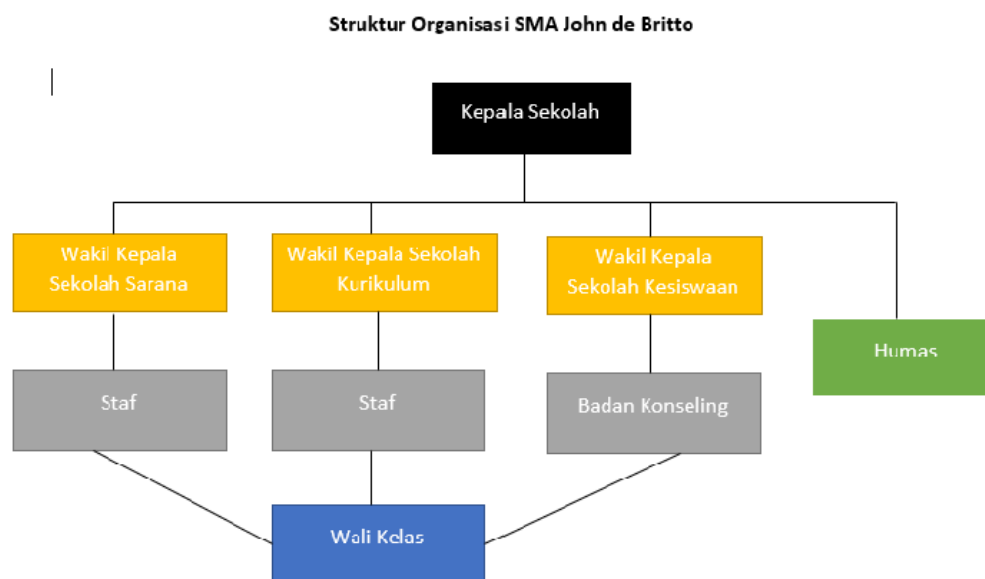 Struktur Organisasi SMA John de Britto
Kepala Sekolah
Wakil Kepala
Sekolah Sarana
Wakil Kepala Sekolah
Kurikulum
Wakil Kepala
Sekolah Kesiswaan
Humas
Staf
Staf
Badan Konseling
Wali Kelas